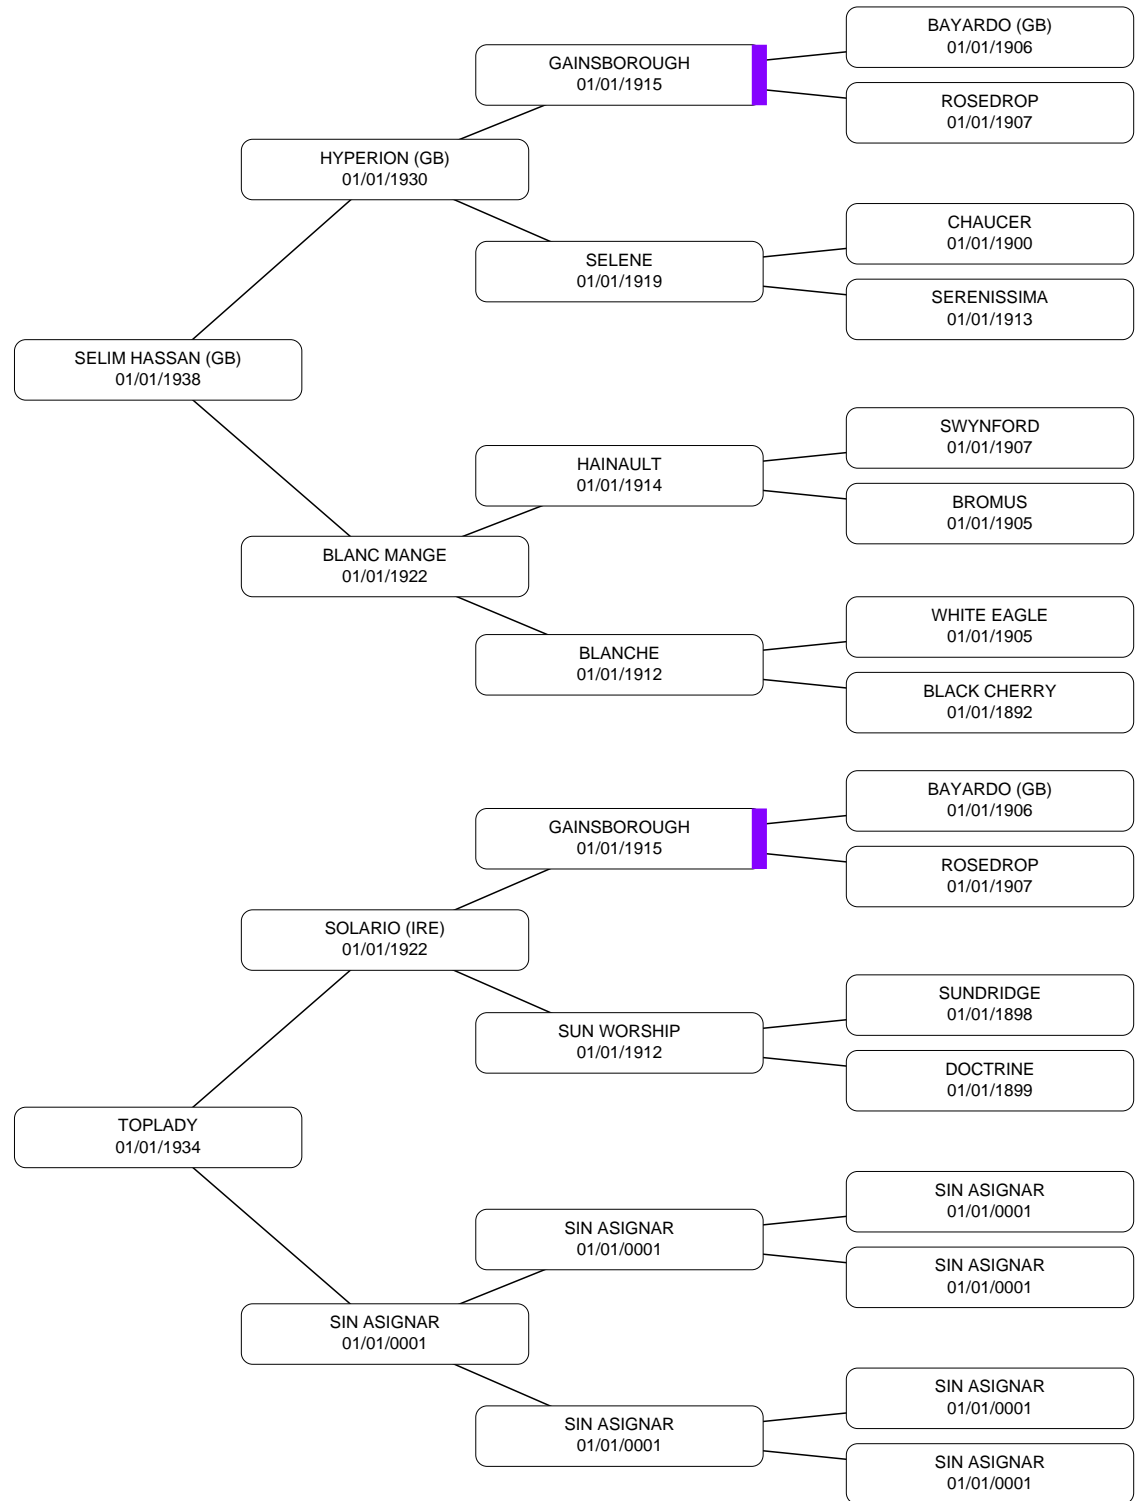 BAYARDO (GB)
01/01/1906
GAINSBOROUGH
01/01/1915
ROSEDROP
01/01/1907
HYPERION (GB)
01/01/1930
CHAUCER
01/01/1900
SELENE
01/01/1919
SERENISSIMA
01/01/1913
SELIM HASSAN (GB)
01/01/1938
SWYNFORD
01/01/1907
HAINAULT
01/01/1914
BROMUS
01/01/1905
BLANC MANGE
01/01/1922
WHITE EAGLE
01/01/1905
BLANCHE
01/01/1912
BLACK CHERRY
01/01/1892
BAYARDO (GB)
01/01/1906
GAINSBOROUGH
01/01/1915
ROSEDROP
01/01/1907
SOLARIO (IRE)
01/01/1922
SUNDRIDGE
01/01/1898
SUN WORSHIP
01/01/1912
DOCTRINE
01/01/1899
TOPLADY
01/01/1934
SIN ASIGNAR
01/01/0001
SIN ASIGNAR
01/01/0001
SIN ASIGNAR
01/01/0001
SIN ASIGNAR
01/01/0001
SIN ASIGNAR
01/01/0001
SIN ASIGNAR
01/01/0001
SIN ASIGNAR
01/01/0001